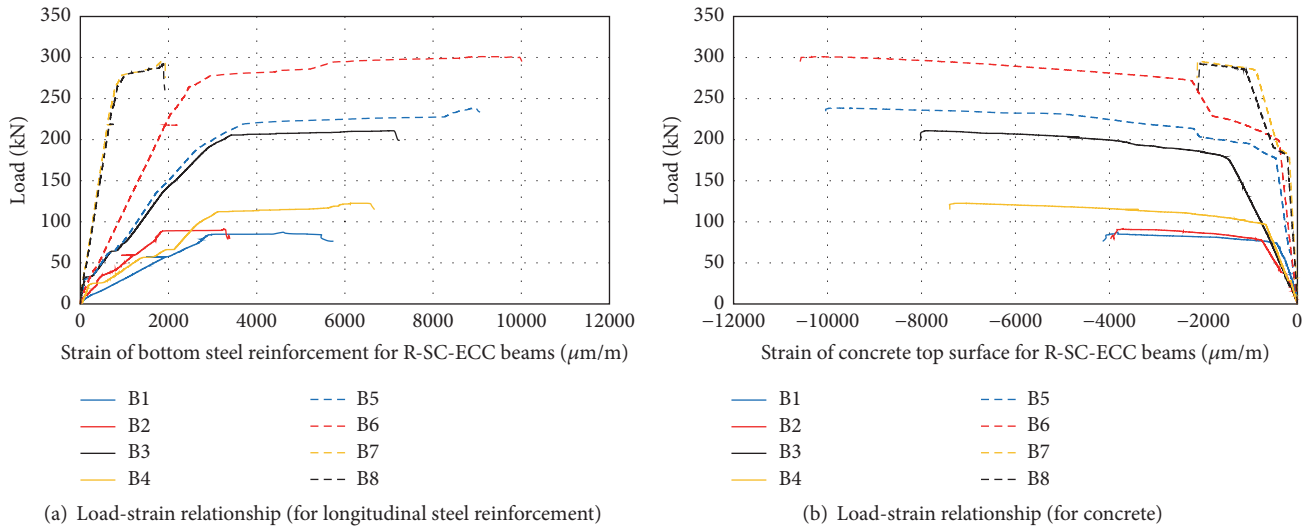 350
300
250
200
150
100
50
0
Load (kN)
0 2000 4000 6000 8000 10000 12000
Strain of bottom steel reinforcement for R-SC-ECC beams (μm/m)
B1
B2
B3
B4
B5
B6
B7
B8
(a) Load-strain relationship (for longitudinal steel reinforcement)
350
300
250
200
150
100
50
0
Load (kN)
−12000 −10000 −8000 −6000 −4000 −2000 0
Strain of concrete top surface for R-SC-ECC beams (μm/m)
B1
B2
B3
B4
B5
B6
B7
B8
(b) Load-strain relationship (for concrete)